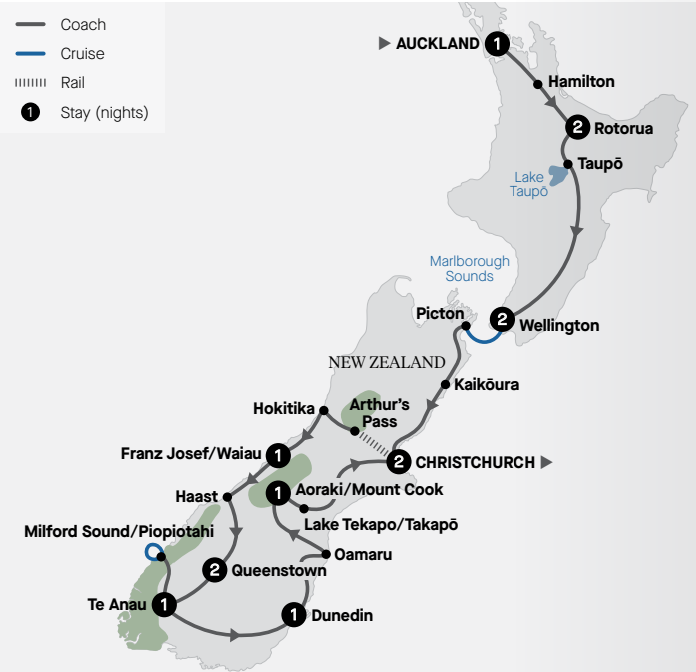 Coach
Cruise
Rail
1 Stay (nights)
1
AUCKLAND
Hamilton
2 Rotorua
Taupō
Lake
Taupō
Marlborough
Sounds
Picton
2 Wellington
NEW ZEALAND
Kaikōura
Hokitika
Arthur's
Pass
Franz Josef/Waiau 1
2 CHRISTCHURCH
Haast
1 Aoraki/Mount Cook
Lake Tekapo/Takapō
Milford Sound/Piopiotahi
Oamaru
2 Queenstown
Te Anau 1
1 Dunedin